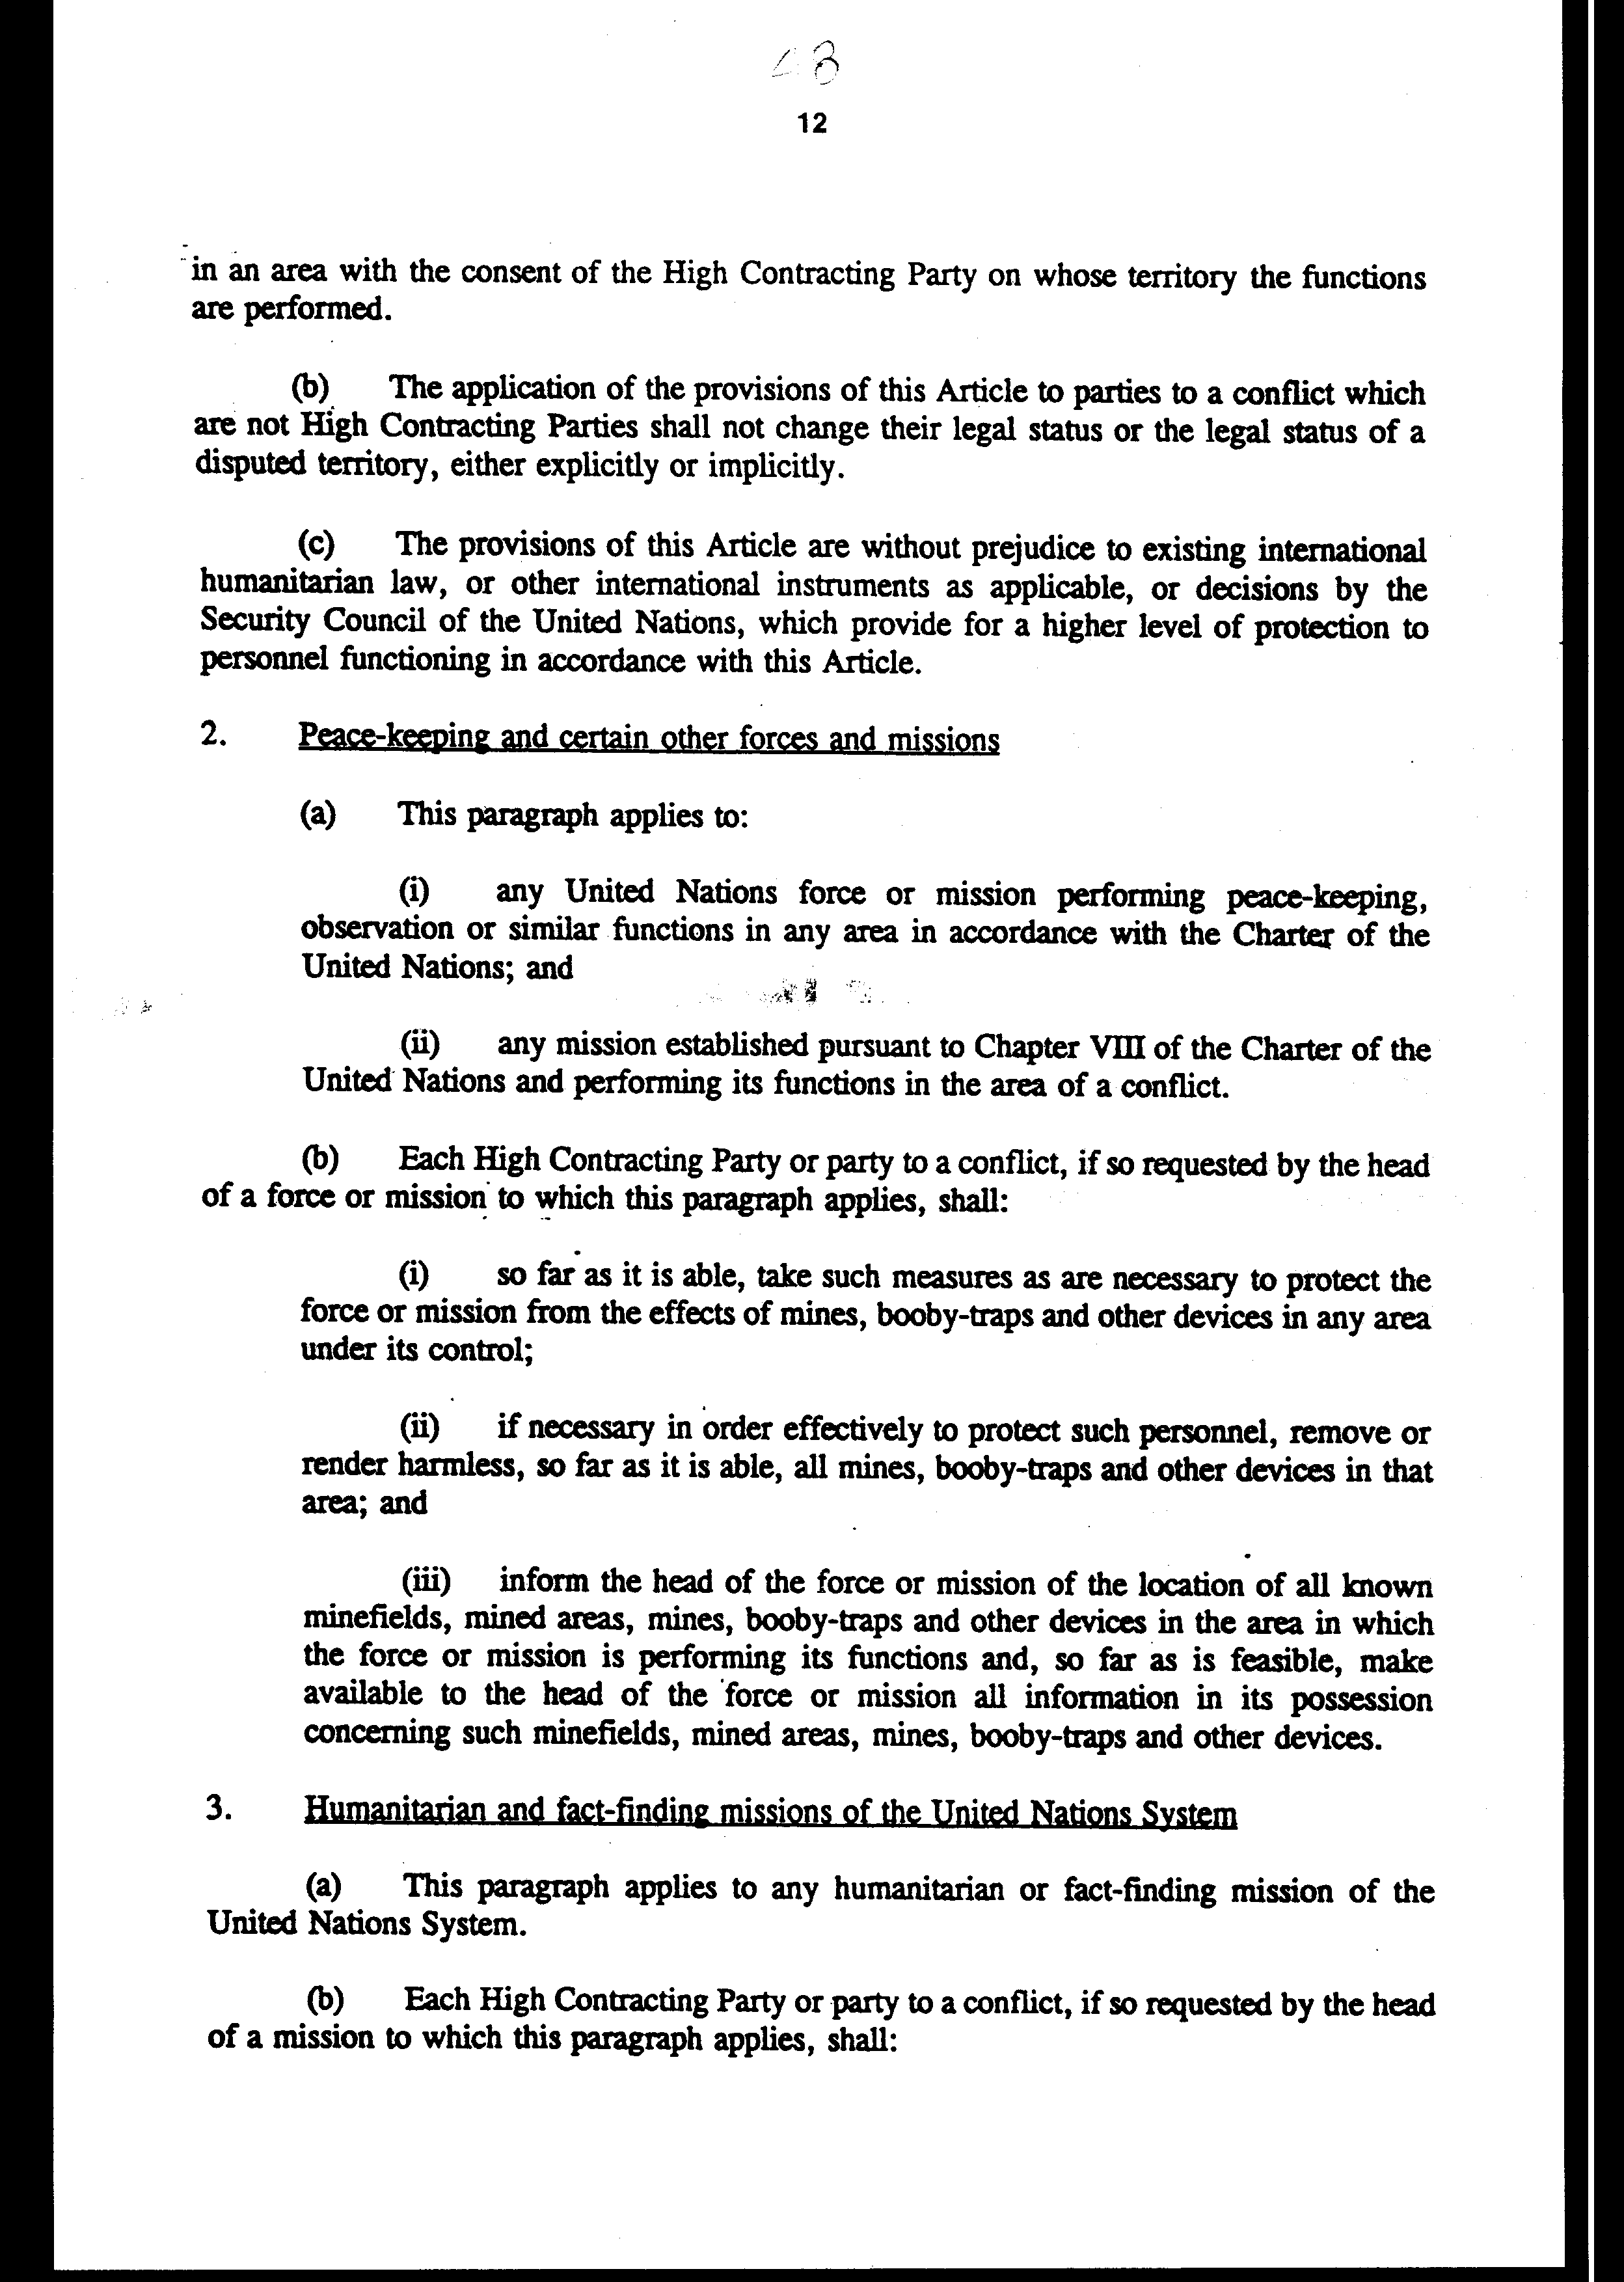 12
in an area with the consent of the High Contracting Party on whose territory the functions
are performed.
(b) The application of the provisions of this Article to parties to a conflict which
are not High Contracting Parties shall not change their legal status or the legal status of a
disputed territory, either explicitly or implicitly.
(c) The provisions of this Article are without prejudice to existing international
humanitarian law, or other international instruments as applicable, or decisions by the
Security Council of the United Nations, which provide for a higher level of protection to
personnel functioning in accordance with this Article.
2. Peace-keeping and certain other forces and missions
(a) This paragraph applies to:
(i) any United Nations force or mission performing peace-keeping,
observation or similar functions in any area in accordance with the Charter of the
United Nations; and
(ii) any mission established pursuant to Chapter VIII of the Charter of the
United Nations and performing its functions in the area of a conflict.
(b) Each High Contracting Party or party to a conflict, if so requested by the head
of a force or mission to which this paragraph applies, shall:
(i) so far as it is able, take such measures as are necessary to protect the
force or mission from the effects of mines, booby-traps and other devices in any area
under its control;
(ii) if necessary in order effectively to protect such personnel, remove or
render harmless, so far as it is able, all mines, booby-traps and other devices in that
area; and
(iii) inform the head of the force or mission of the location of all known
minefields, mined areas, mines, booby-traps and other devices in the area in which
the force or mission is performing its functions and, so far as is feasible, make
available to the head of the force or mission all information in its possession
concerning such minefields, mined areas, mines, booby-traps and other devices.
3. Humanitarian and fact-finding missions of the United Nations System
(a) This paragraph applies to any humanitarian or fact-finding mission of the
United Nations System.
(b) Each High Contracting Party or party to a conflict, if so requested by the head
of a mission to which this paragraph applies, shall: